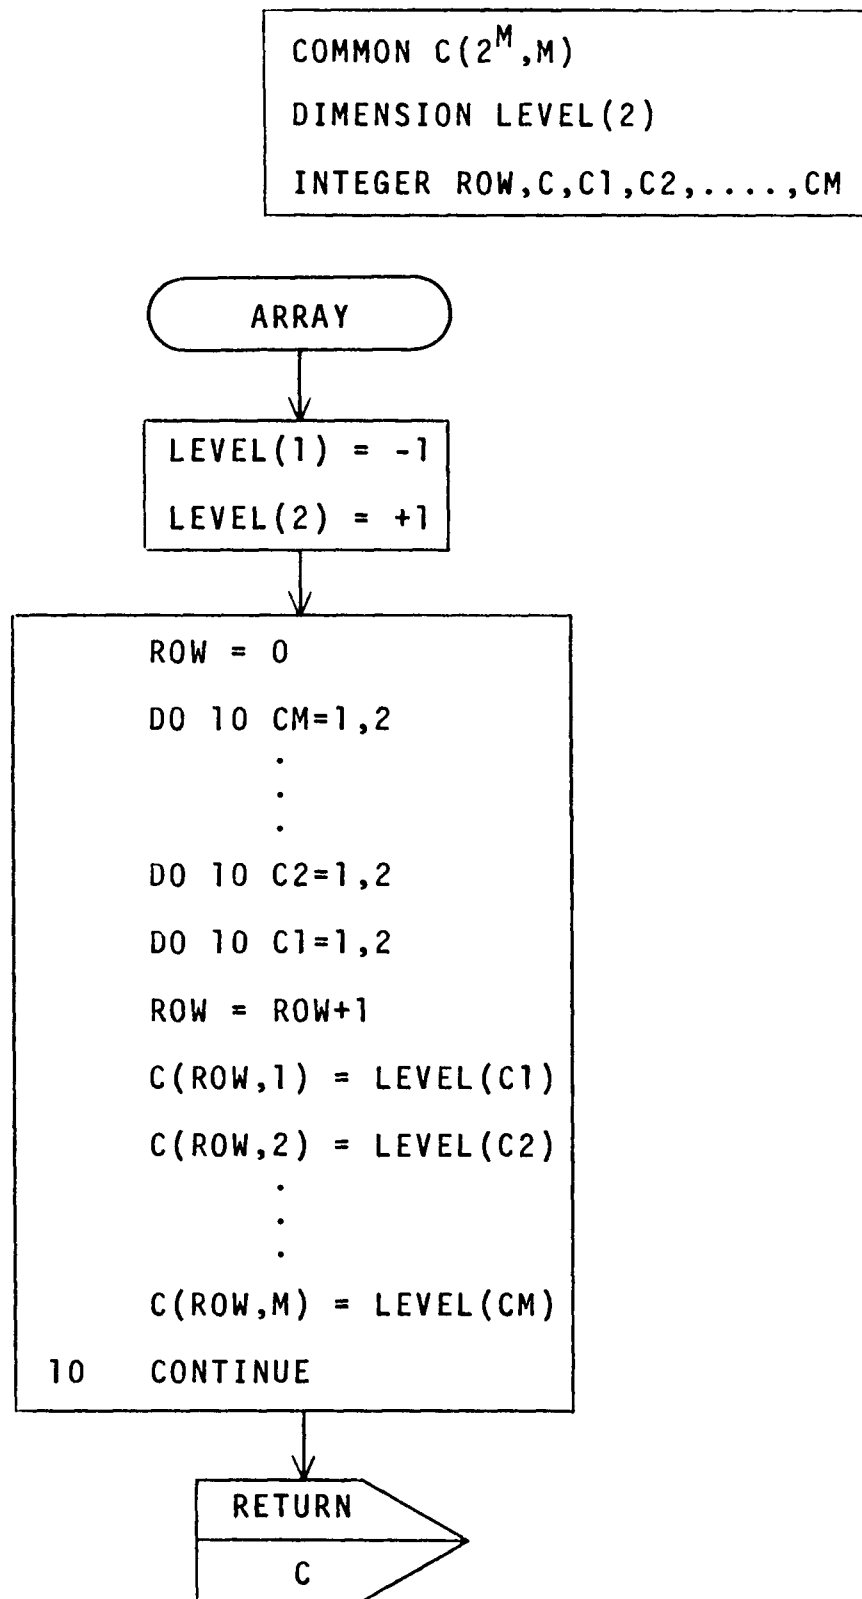 COMMON C(2^M,M)
DIMENSION LEVEL(2)
INTEGER ROW,C,C1,C2,....,CM
ARRAY
LEVEL(1) = -1
LEVEL(2) = +1
ROW = 0
DO 10 CM=1,2
.
.
.
DO 10 C2=1,2
DO 10 C1=1,2
ROW = ROW+1
C(ROW,1) = LEVEL(C1)
C(ROW,2) = LEVEL(C2)
.
.
.
C(ROW,M) = LEVEL(CM)
10 CONTINUE
RETURN
C